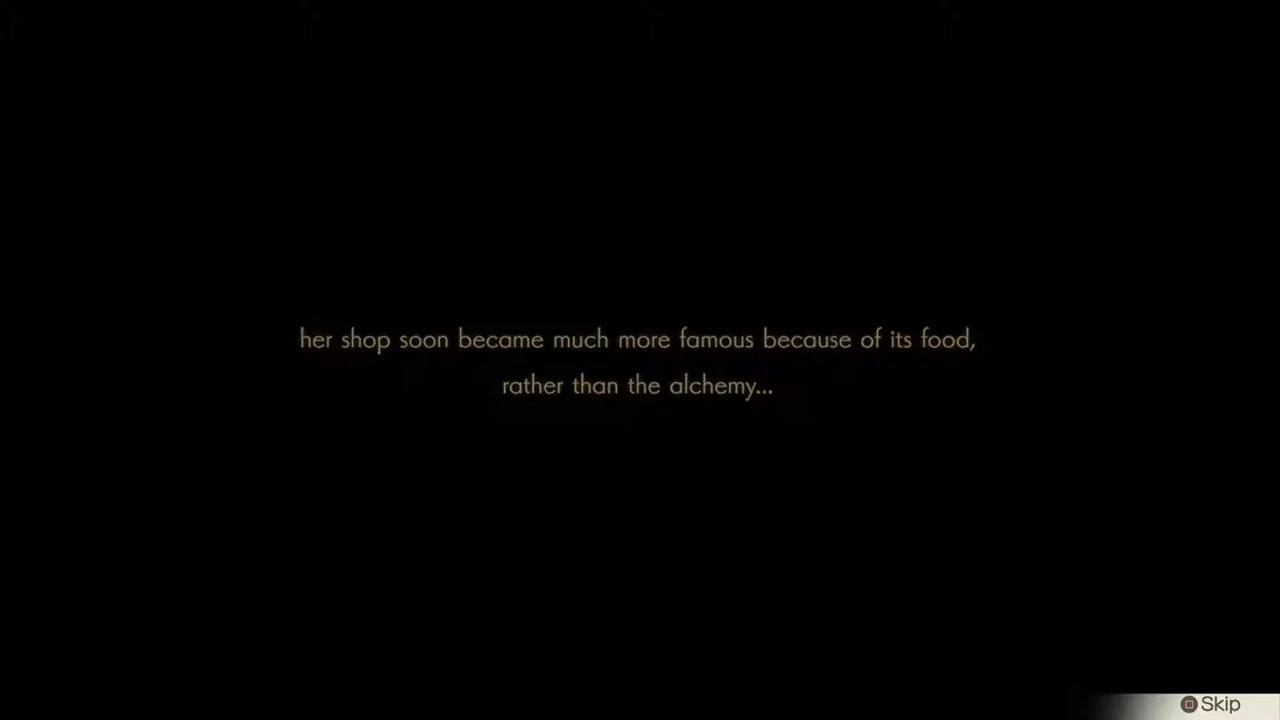 her shop soon became much more famous because of its food,
rather than the alchemy...
Skip